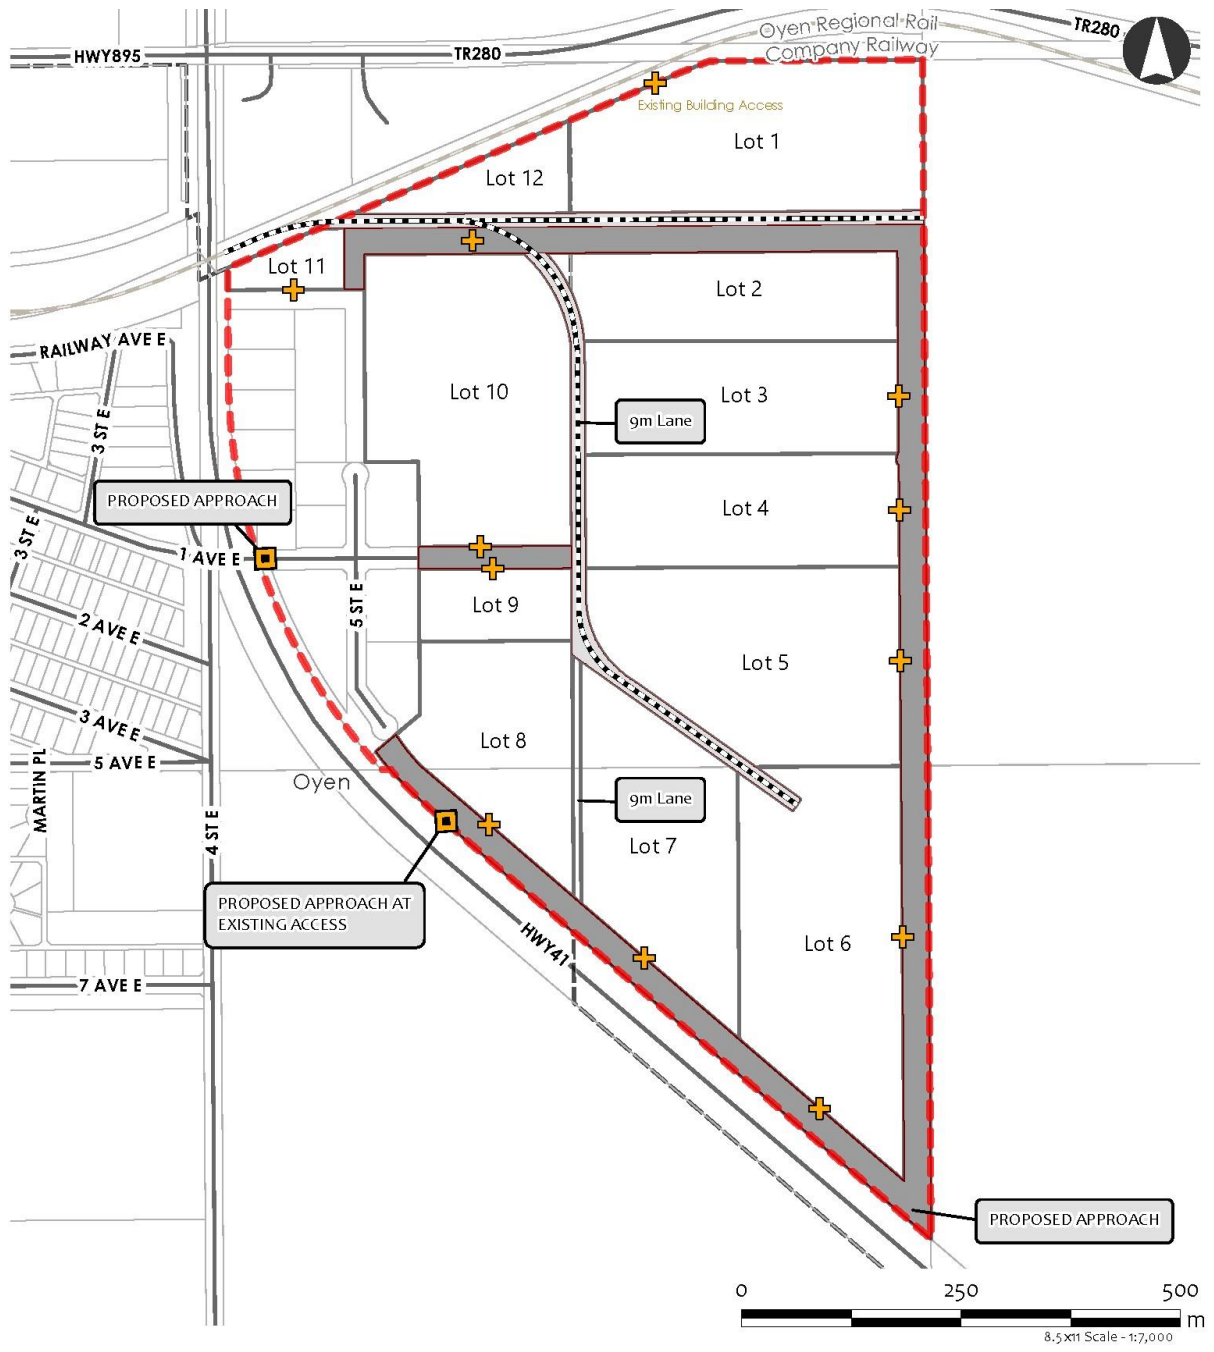 Oyen Regional Rail
Company Railway
TR280
HWY895
TR280
Existing Building Access
Lot 1
Lot 12
Lot 11
Lot 2
RAILWAY AVE E
Lot 10
Lot 3
3 ST E
9m Lane
PROPOSED APPROACH
Lot 4
3 ST E
1 AVE E
5 ST E
Lot 9
2 AVE E
Lot 5
3 AVE E
Lot 8
5 AVE E
MARTIN PL
Oyen
9m Lane
4 ST E
Lot 7
PROPOSED APPROACH AT
EXISTING ACCESS
HWY41
Lot 6
7 AVE E
PROPOSED APPROACH
0 250 500
m
8.5x11 Scale - 1:7,000